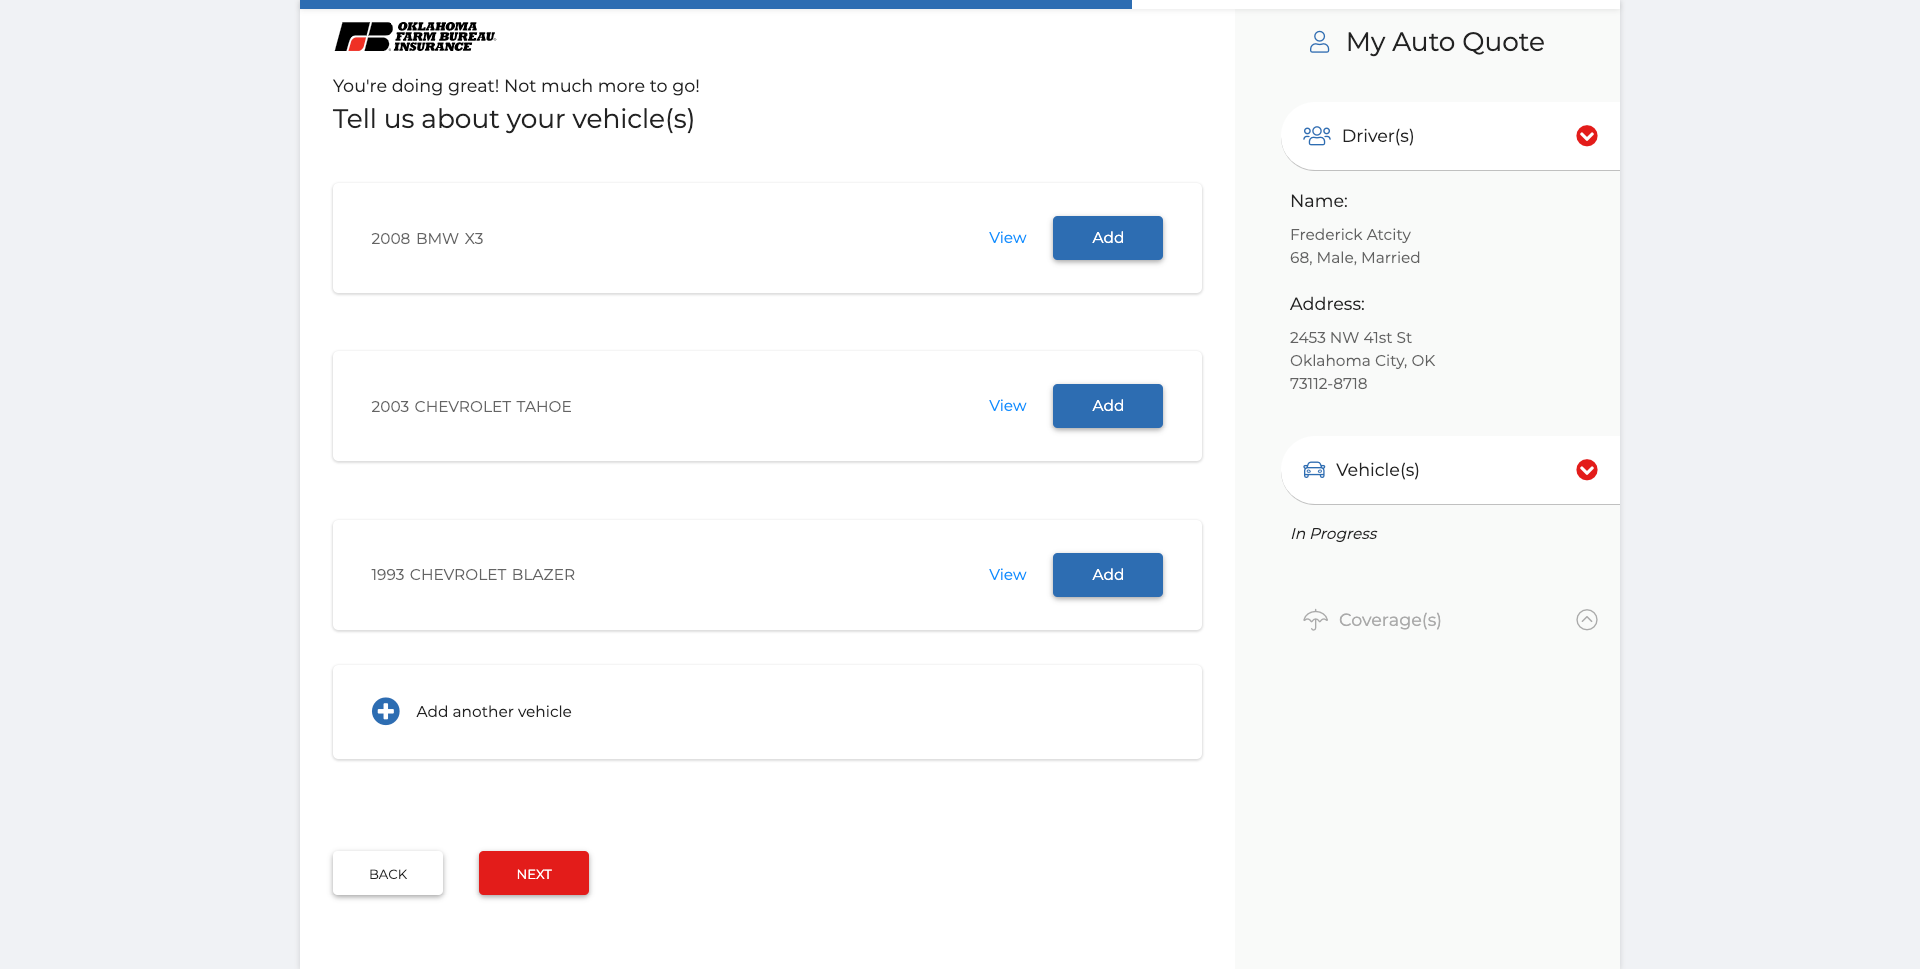 OKLAHOMA
FARM BUREAU
INSURANCE
You're doing great! Not much more to go!
Tell us about your vehicle(s)
2008 BMW X3
View
Add
2003 CHEVROLET TAHOE
View
Add
1993 CHEVROLET BLAZER
View
Add
Add another vehicle
BACK
NEXT
My Auto Quote
Driver(s)
Name:
Frederick Atcity
68, Male, Married
Address:
2453 NW 41st St
Oklahoma City, OK
73112-8718
Vehicle(s)
In Progress
Coverage(s)